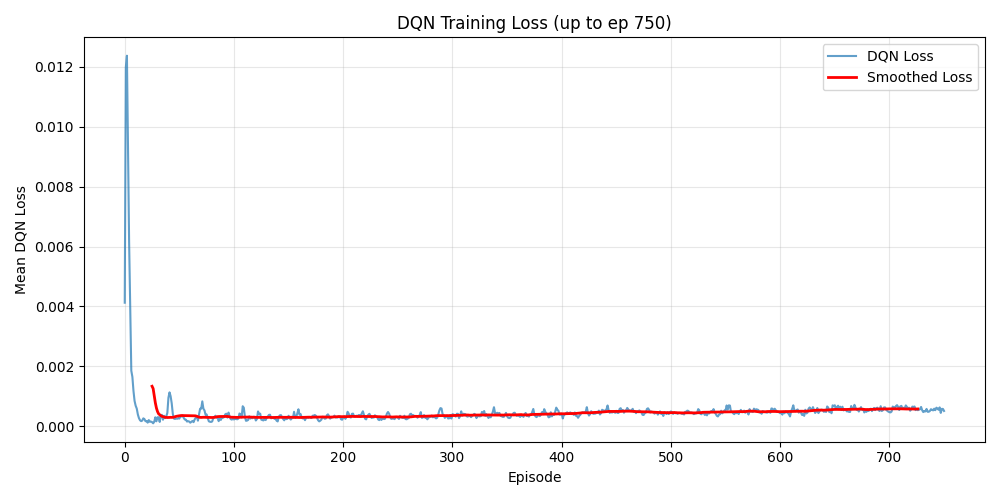 DQN Training Loss (up to ep 750)
DQN Loss
Smoothed Loss
Mean DQN Loss
0.012
0.010
0.008
0.006
0.004
0.002
0.000
0 100 200 300 400 500 600 700
Episode